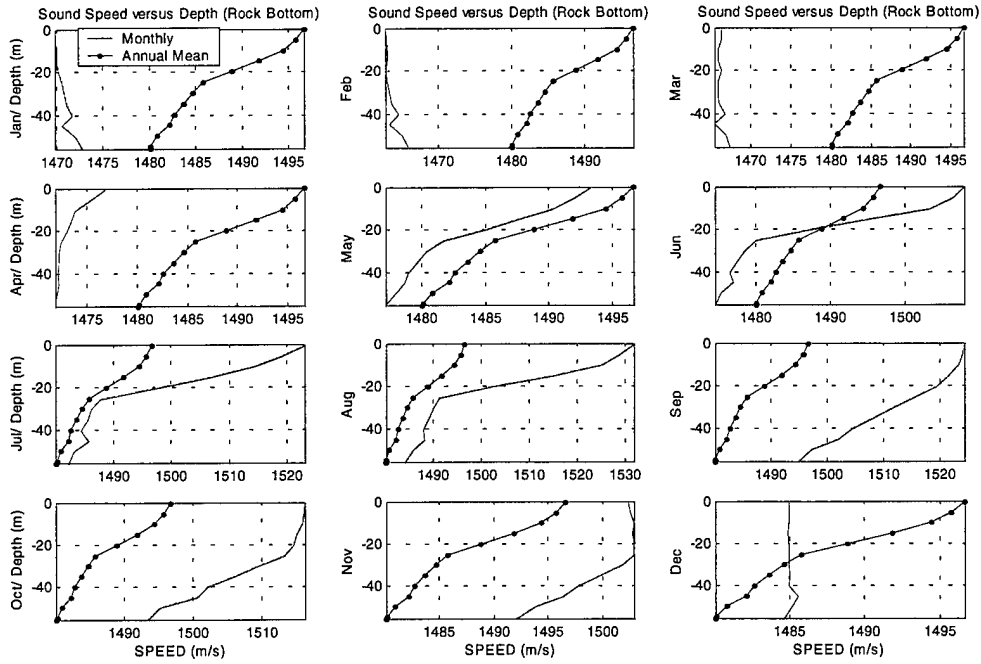 Sound Speed versus Depth (Rock Bottom)
Sound Speed versus Depth (Rock Bottom)
Sound Speed versus Depth (Rock Bottom)
Monthly
Annual Mean
Jan/ Depth (m)
0
-20
-40
1470 1475 1480 1485 1490 1495
Feb
0
-20
-40
1470 1480 1490
Mar
0
-20
-40
1470 1475 1480 1485 1490 1495
Apr/ Depth (m)
0
-20
-40
1475 1480 1485 1490 1495
May
0
-20
-40
1480 1485 1490 1495
Jun
0
-20
-40
1480 1490 1500
Jul/ Depth (m)
0
-20
-40
1490 1500 1510 1520
Aug
0
-20
-40
1490 1500 1510 1520 1530
Sep
0
-20
-40
1490 1500 1510 1520
Oct/ Depth (m)
0
-20
-40
1490 1500 1510
SPEED (m/s)
Nov
0
-20
-40
1485 1490 1495 1500
SPEED (m/s)
Dec
0
-20
-40
1485 1490 1495
SPEED (m/s)